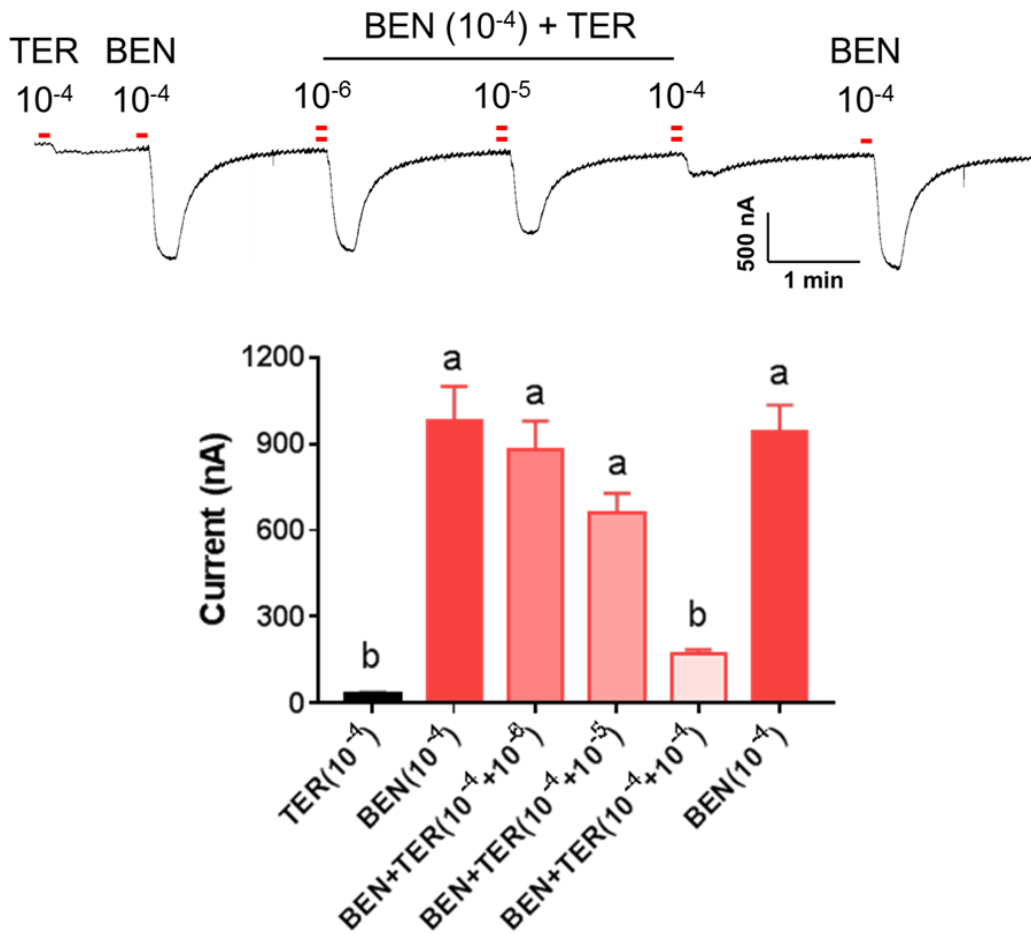 BEN (10⁻⁴) + TER
TER BEN BEN
10⁻⁴ 10⁻⁴ 10⁻⁶ 10⁻⁵ 10⁻⁴ 10⁻⁴
500 nA
1 min
Current (nA)
1200
900
600
300
0
b
a
a
a
b
a
TER(10⁻⁴)
BEN(10⁻⁴)
BEN+TER(10⁻⁴+10⁻⁶)
BEN+TER(10⁻⁴+10⁻⁵)
BEN+TER(10⁻⁴+10⁻⁴)
BEN(10⁻⁴)